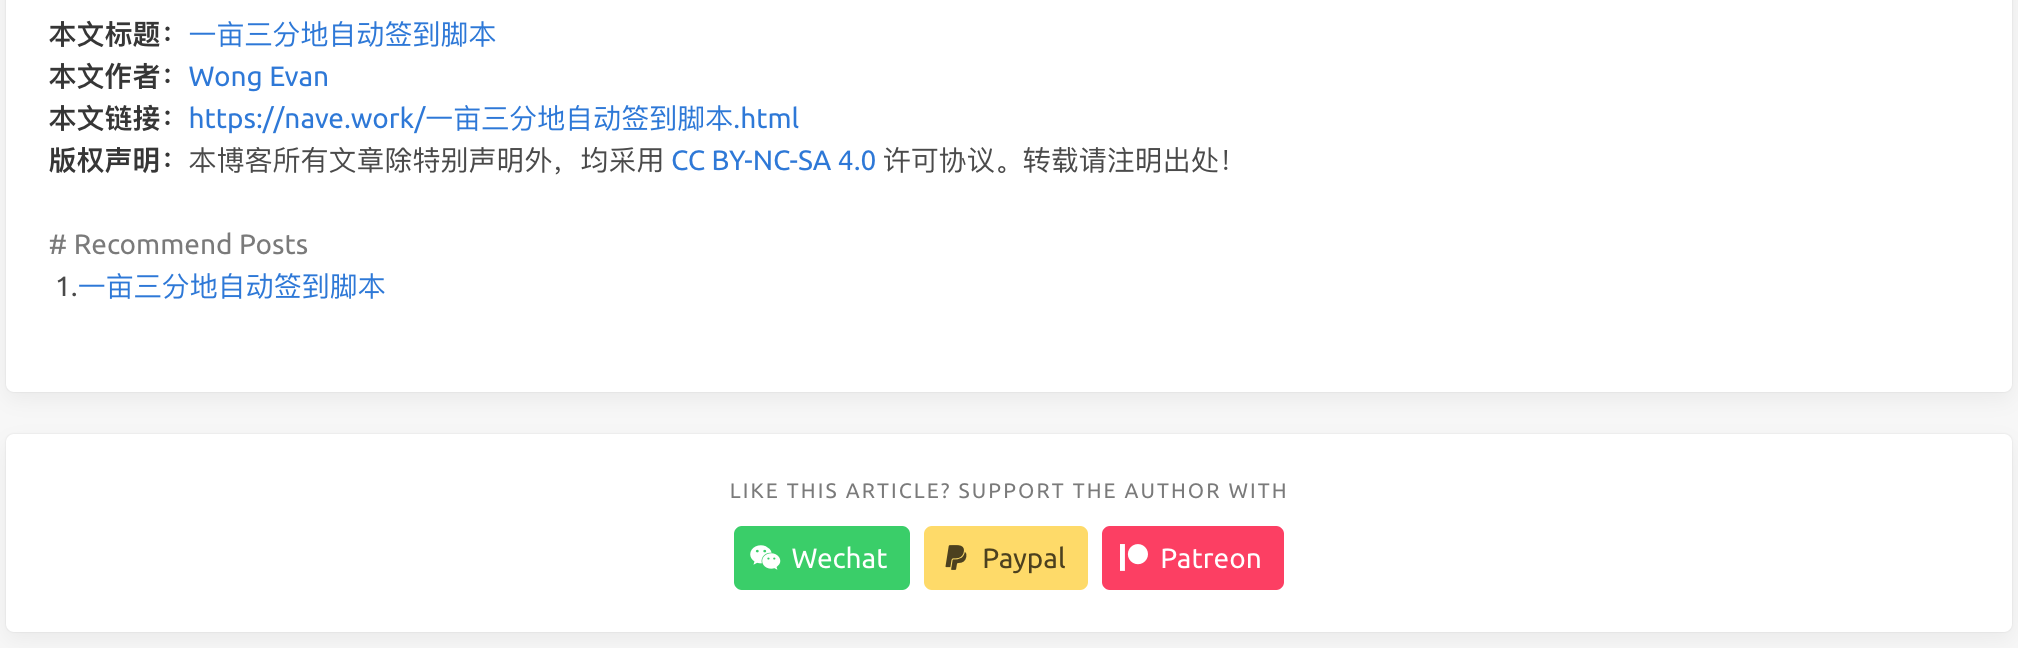 本文标题：一亩三分地自动签到脚本
本文作者：Wong Evan
本文链接：https://nave.work/一亩三分地自动签到脚本.html
版权声明：本博客所有文章除特别声明外，均采用 CC BY-NC-SA 4.0 许可协议。转载请注明出处！
# Recommend Posts
1.一亩三分地自动签到脚本
LIKE THIS ARTICLE? SUPPORT THE AUTHOR WITH
Wechat Paypal Patreon